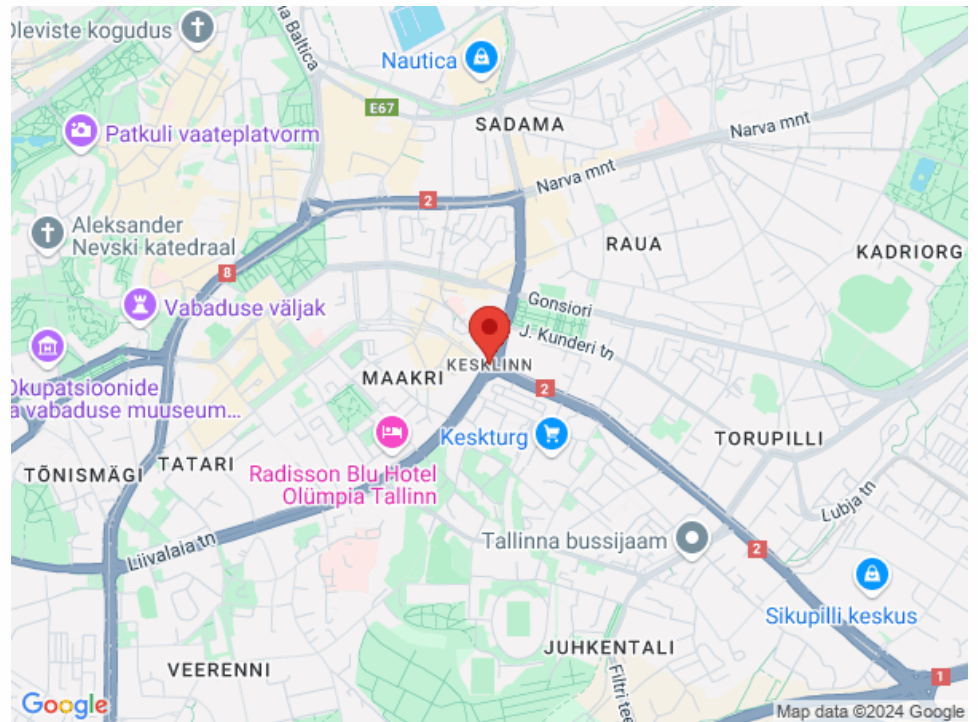 Oleviste kogudus
Baltica
Nautica
E67
SADAMA
Narva mnt
Patkuli vaateplatvorm
Narva mnt
2
Aleksander
Nevski katedraal
RAUA
KADRIORG
8
Gonsiori
Vabaduse väljak
J. Kunderi tn
KESKLINN
MAAKRI
2
Okupatsioonide
a vabaduse muuseum...
Keskturg
TORUPILLI
TÕNISMÄGI
TATARI
Radisson Blu Hotel
Olümpia Tallinn
Lubja tn
Liivalaia tn
Tallinna bussijaam
2
Sikupilli keskus
JUHKENTALI
VEERENNI
Filtri tee
1
Google
Map data ©2024 Google